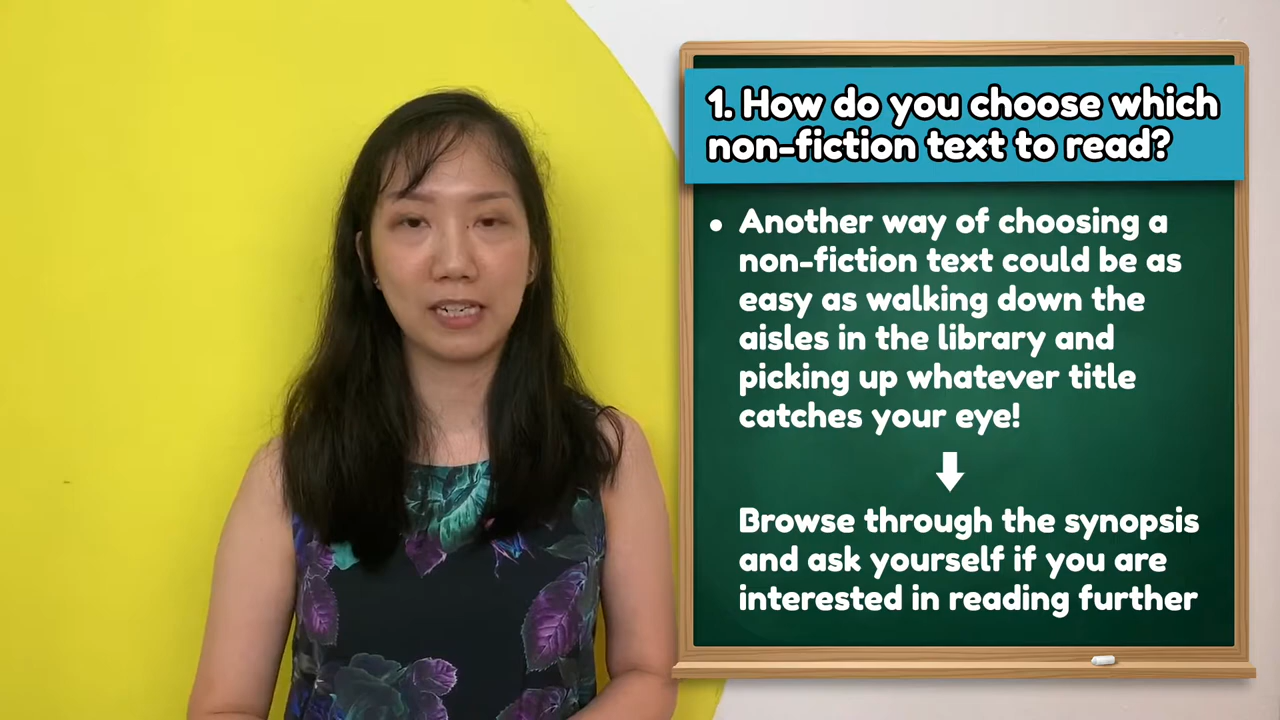 1. How do you choose which
non-fiction text to read?
• Another way of choosing a
non-fiction text could be as
easy as walking down the
aisles in the library and
picking up whatever title
catches your eye!
Browse through the synopsis
and ask yourself if you are
interested in reading further